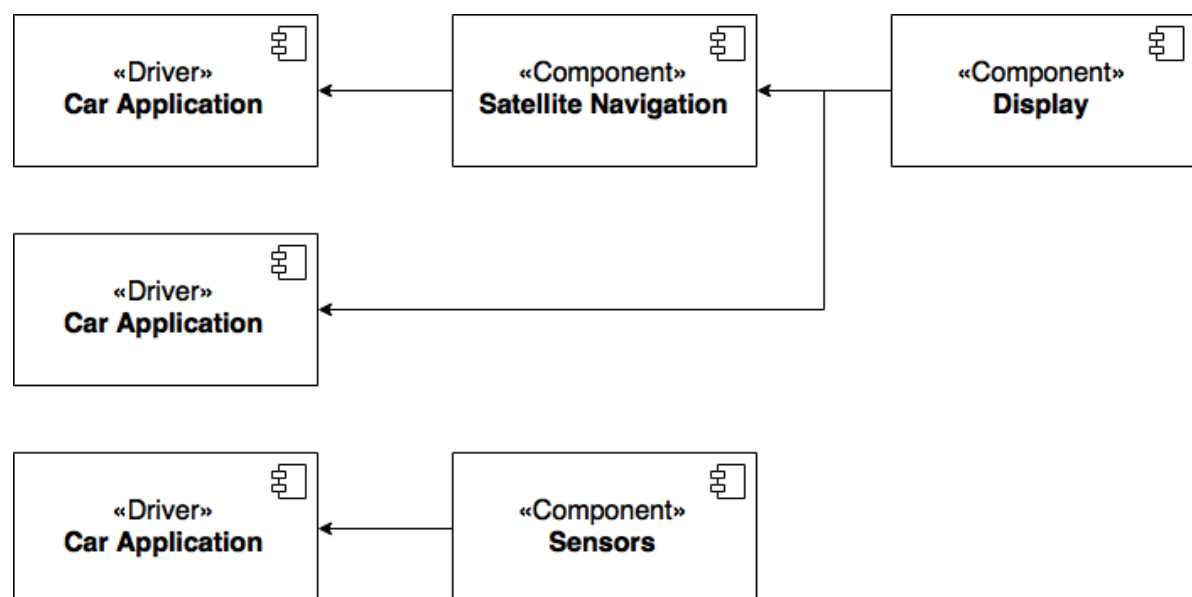 «Driver»
Car Application
«Component»
Satellite Navigation
«Component»
Display
«Driver»
Car Application
«Driver»
Car Application
«Component»
Sensors